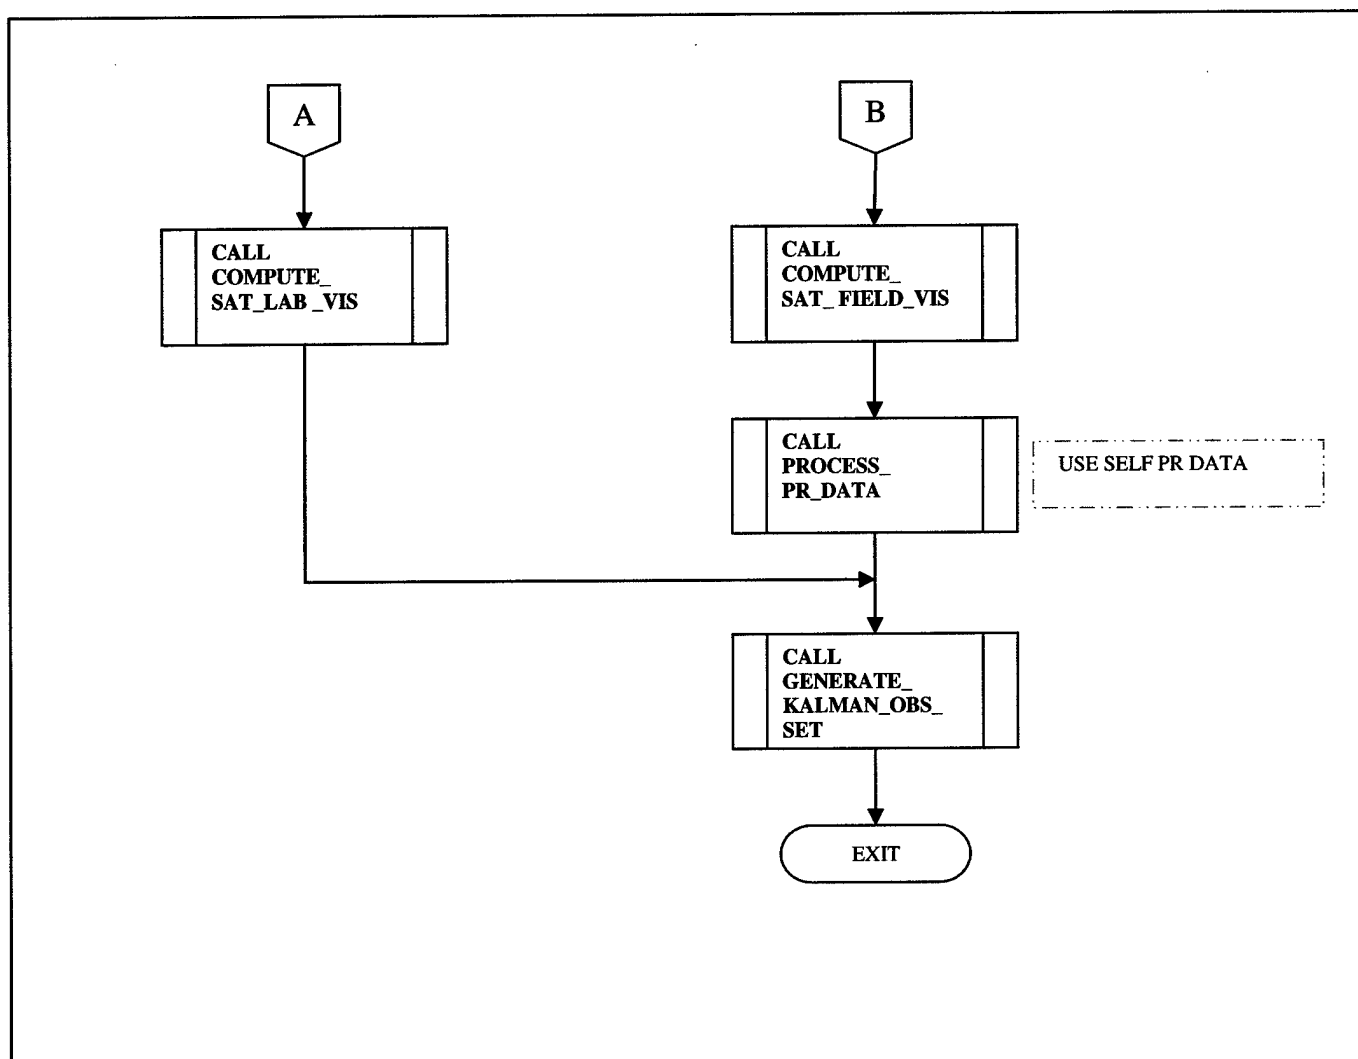 A
B
CALL
COMPUTE_
SAT_LAB _VIS
CALL
COMPUTE_
SAT_ FIELD_VIS
CALL
PROCESS_
PR_DATA
USE SELF PR DATA
CALL
GENERATE_
KALMAN_OBS_
SET
EXIT